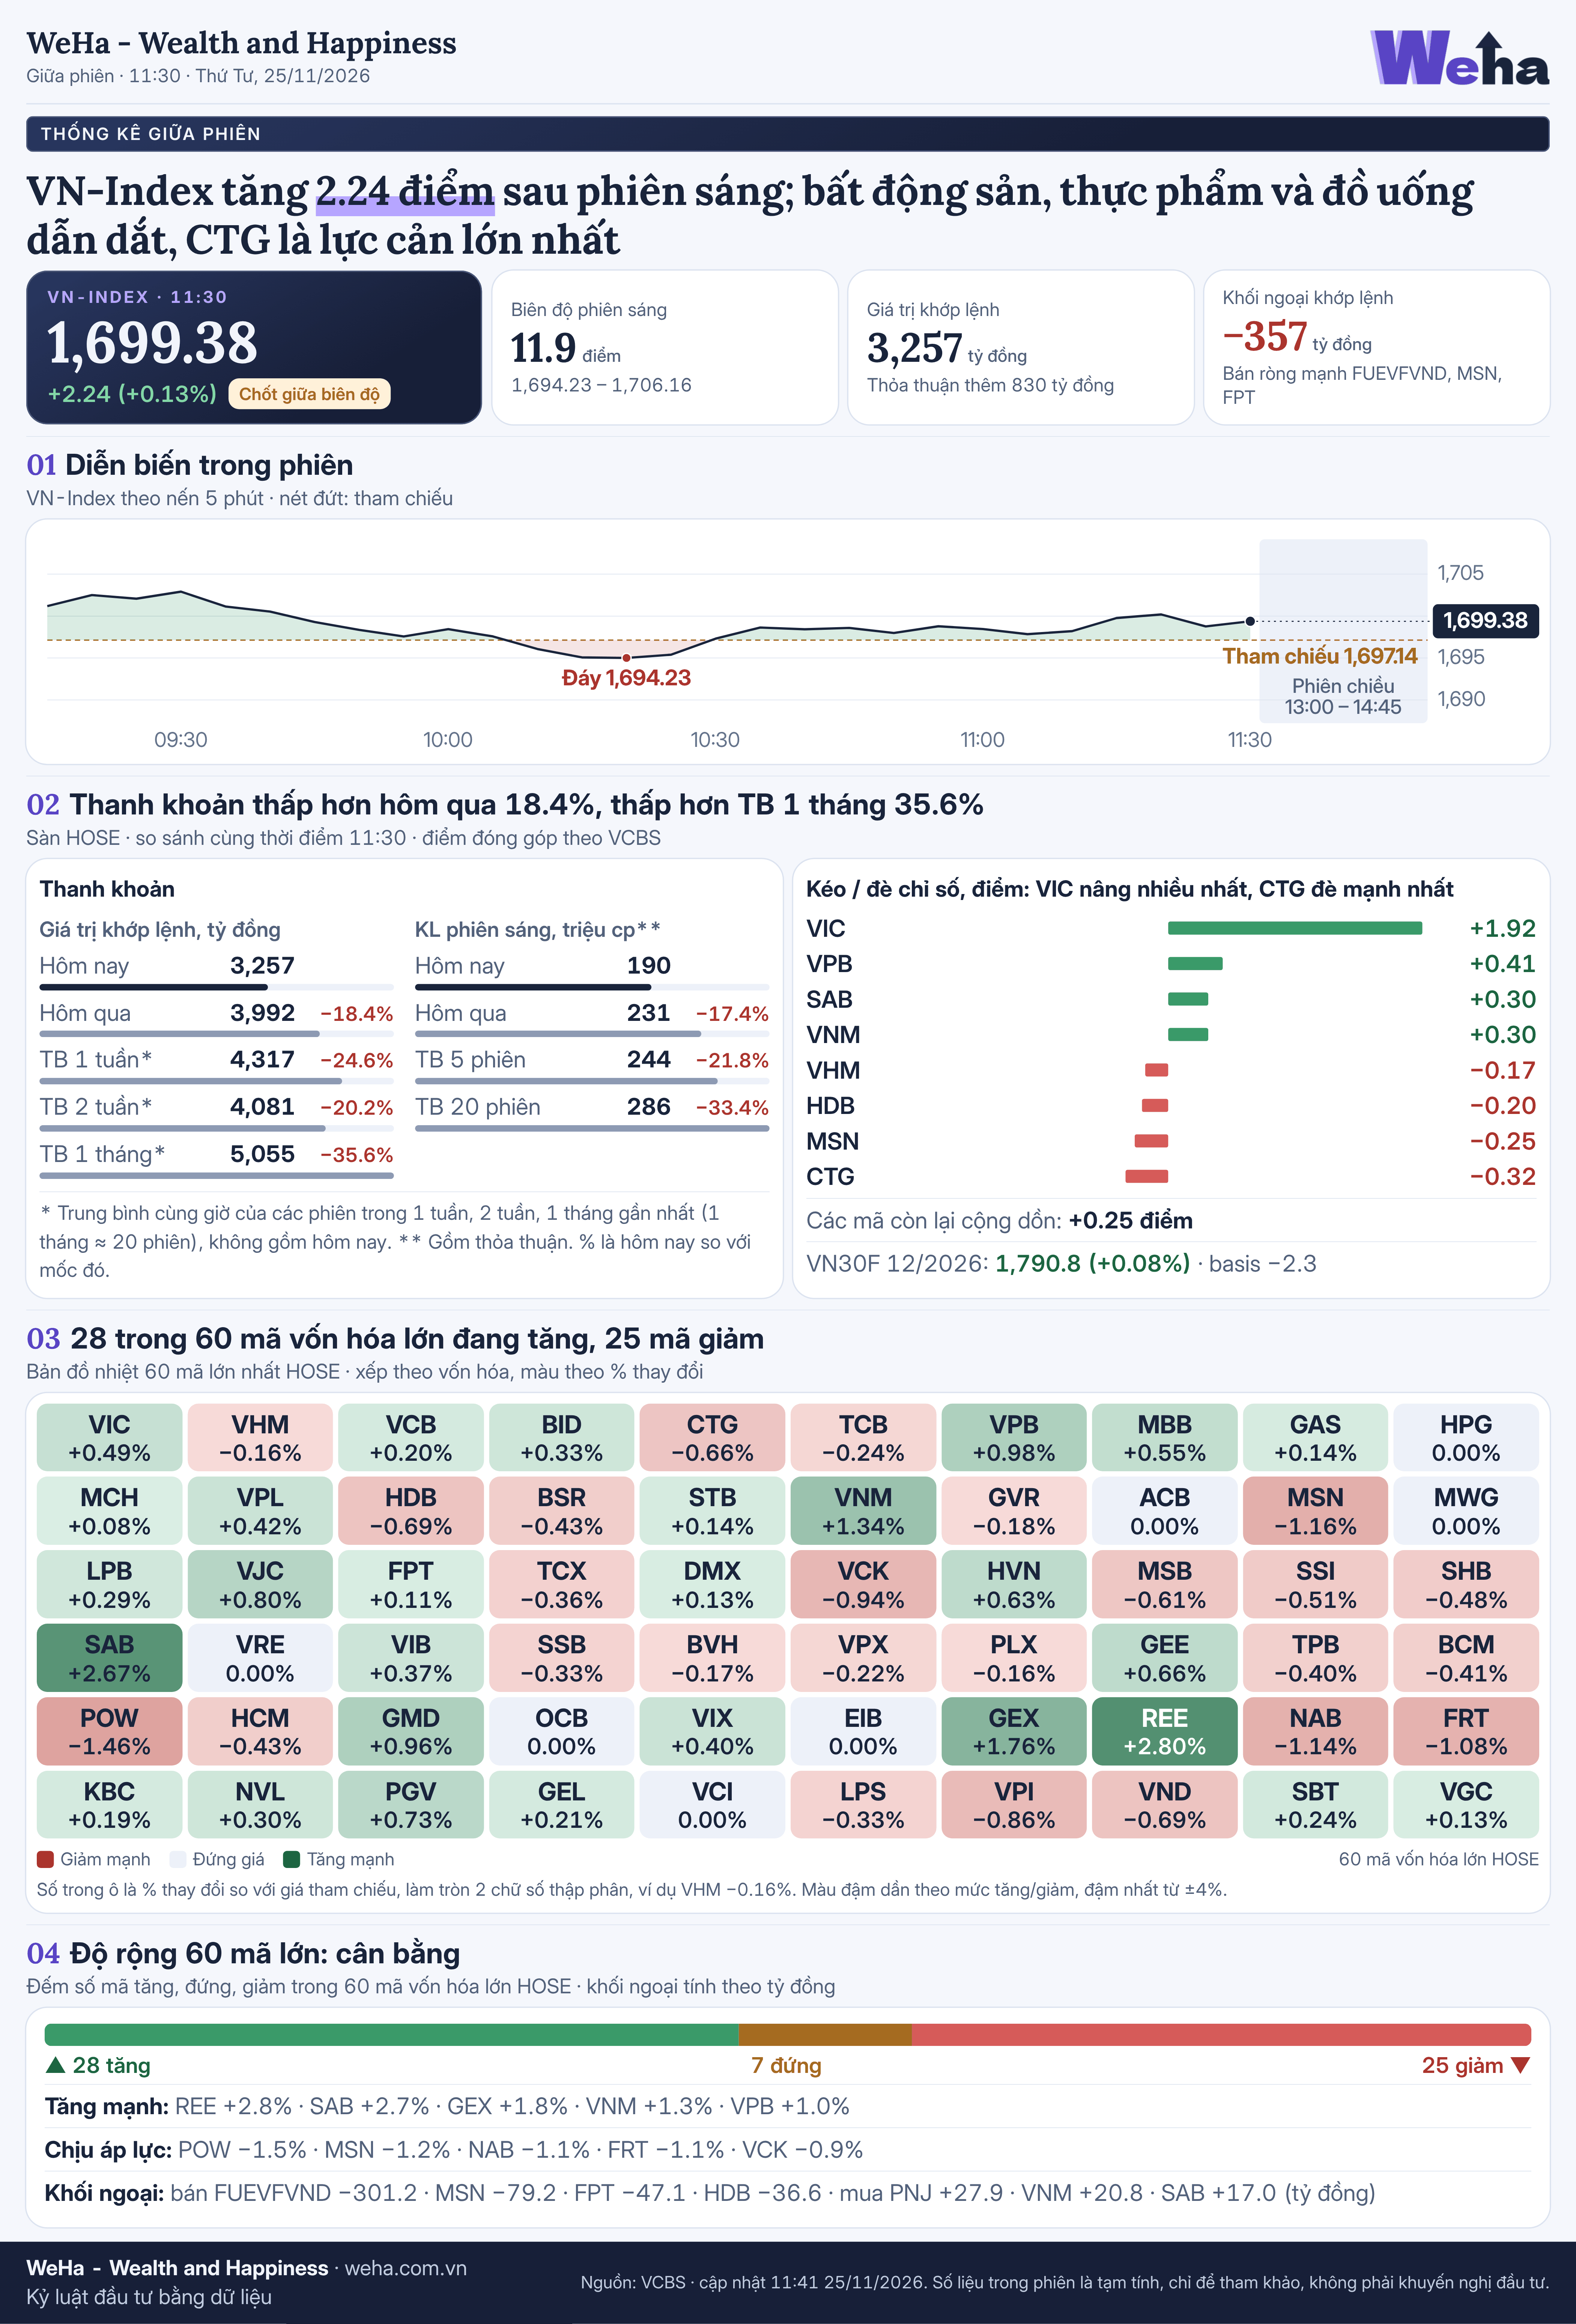 WeHa - Wealth and Happiness
Giữa phiên · 11:30 · Thứ Tư, 25/11/2026
Weha
THỐNG KÊ GIỮA PHIÊN
VN-Index tăng 2.24 điểm sau phiên sáng; bất động sản, thực phẩm và đồ uống
dẫn dắt, CTG là lực cản lớn nhất
VN-INDEX · 11:30
1,699.38
+2.24 (+0.13%) Chốt giữa biên độ
Biên độ phiên sáng
11.9 điểm
1,694.23 – 1,706.16
Giá trị khớp lệnh
3,257 tỷ đồng
Thỏa thuận thêm 830 tỷ đồng
Khối ngoại khớp lệnh
−357 tỷ đồng
Bán ròng mạnh FUEVFVND, MSN,
FPT
01 Diễn biến trong phiên
VN-Index theo nến 5 phút · nét đứt: tham chiếu
1,705
1,699.38
Tham chiếu 1,697.14
1,695
Đáy 1,694.23
Phiên chiều
13:00 – 14:45
1,690
09:30 10:00 10:30 11:00 11:30
02 Thanh khoản thấp hơn hôm qua 18.4%, thấp hơn TB 1 tháng 35.6%
Sàn HOSE · so sánh cùng thời điểm 11:30 · điểm đóng góp theo VCBS
Thanh khoản
Giá trị khớp lệnh, tỷ đồng
Hôm nay 3,257
Hôm qua 3,992 −18.4%
TB 1 tuần* 4,317 −24.6%
TB 2 tuần* 4,081 −20.2%
TB 1 tháng* 5,055 −35.6%
KL phiên sáng, triệu cp**
Hôm nay 190
Hôm qua 231 −17.4%
TB 5 phiên 244 −21.8%
TB 20 phiên 286 −33.4%
* Trung bình cùng giờ của các phiên trong 1 tuần, 2 tuần, 1 tháng gần nhất (1
tháng ≈ 20 phiên), không gồm hôm nay. ** Gồm thỏa thuận. % là hôm nay so với
mốc đó.
Kéo / đè chỉ số, điểm: VIC nâng nhiều nhất, CTG đè mạnh nhất
VIC +1.92
VPB +0.41
SAB +0.30
VNM +0.30
VHM −0.17
HDB −0.20
MSN −0.25
CTG −0.32
Các mã còn lại cộng dồn: +0.25 điểm
VN30F 12/2026: 1,790.8 (+0.08%) · basis −2.3
03 28 trong 60 mã vốn hóa lớn đang tăng, 25 mã giảm
Bản đồ nhiệt 60 mã lớn nhất HOSE · xếp theo vốn hóa, màu theo % thay đổi
VIC VHM VCB BID CTG TCB VPB MBB GAS HPG
+0.49% −0.16% +0.20% +0.33% −0.66% −0.24% +0.98% +0.55% +0.14% 0.00%
MCH VPL HDB BSR STB VNM GVR ACB MSN MWG
+0.08% +0.42% −0.69% −0.43% +0.14% +1.34% −0.18% 0.00% −1.16% 0.00%
LPB VJC FPT TCX DMX VCK HVN MSB SSI SHB
+0.29% +0.80% +0.11% −0.36% +0.13% −0.94% +0.63% −0.61% −0.51% −0.48%
SAB VRE VIB SSB BVH VPX PLX GEE TPB BCM
+2.67% 0.00% +0.37% −0.33% −0.17% −0.22% −0.16% +0.66% −0.40% −0.41%
POW HCM GMD OCB VIX EIB GEX REE NAB FRT
−1.46% −0.43% +0.96% 0.00% +0.40% 0.00% +1.76% +2.80% −1.14% −1.08%
KBC NVL PGV GEL VCI LPS VPI VND SBT VGC
+0.19% +0.30% +0.73% +0.21% 0.00% −0.33% −0.86% −0.69% +0.24% +0.13%
Giảm mạnh Đứng giá Tăng mạnh 60 mã vốn hóa lớn HOSE
Số trong ô là % thay đổi so với giá tham chiếu, làm tròn 2 chữ số thập phân, ví dụ VHM −0.16%. Màu đậm dần theo mức tăng/giảm, đậm nhất từ ±4%.
04 Độ rộng 60 mã lớn: cân bằng
Đếm số mã tăng, đứng, giảm trong 60 mã vốn hóa lớn HOSE · khối ngoại tính theo tỷ đồng
▲ 28 tăng 7 đứng 25 giảm ▼
Tăng mạnh: REE +2.8% · SAB +2.7% · GEX +1.8% · VNM +1.3% · VPB +1.0%
Chịu áp lực: POW −1.5% · MSN −1.2% · NAB −1.1% · FRT −1.1% · VCK −0.9%
Khối ngoại: bán FUEVFVND −301.2 · MSN −79.2 · FPT −47.1 · HDB −36.6 · mua PNJ +27.9 · VNM +20.8 · SAB +17.0 (tỷ đồng)
WeHa - Wealth and Happiness · weha.com.vn
Kỷ luật đầu tư bằng dữ liệu
Nguồn: VCBS · cập nhật 11:41 25/11/2026. Số liệu trong phiên là tạm tính, chỉ để tham khảo, không phải khuyến nghị đầu tư.